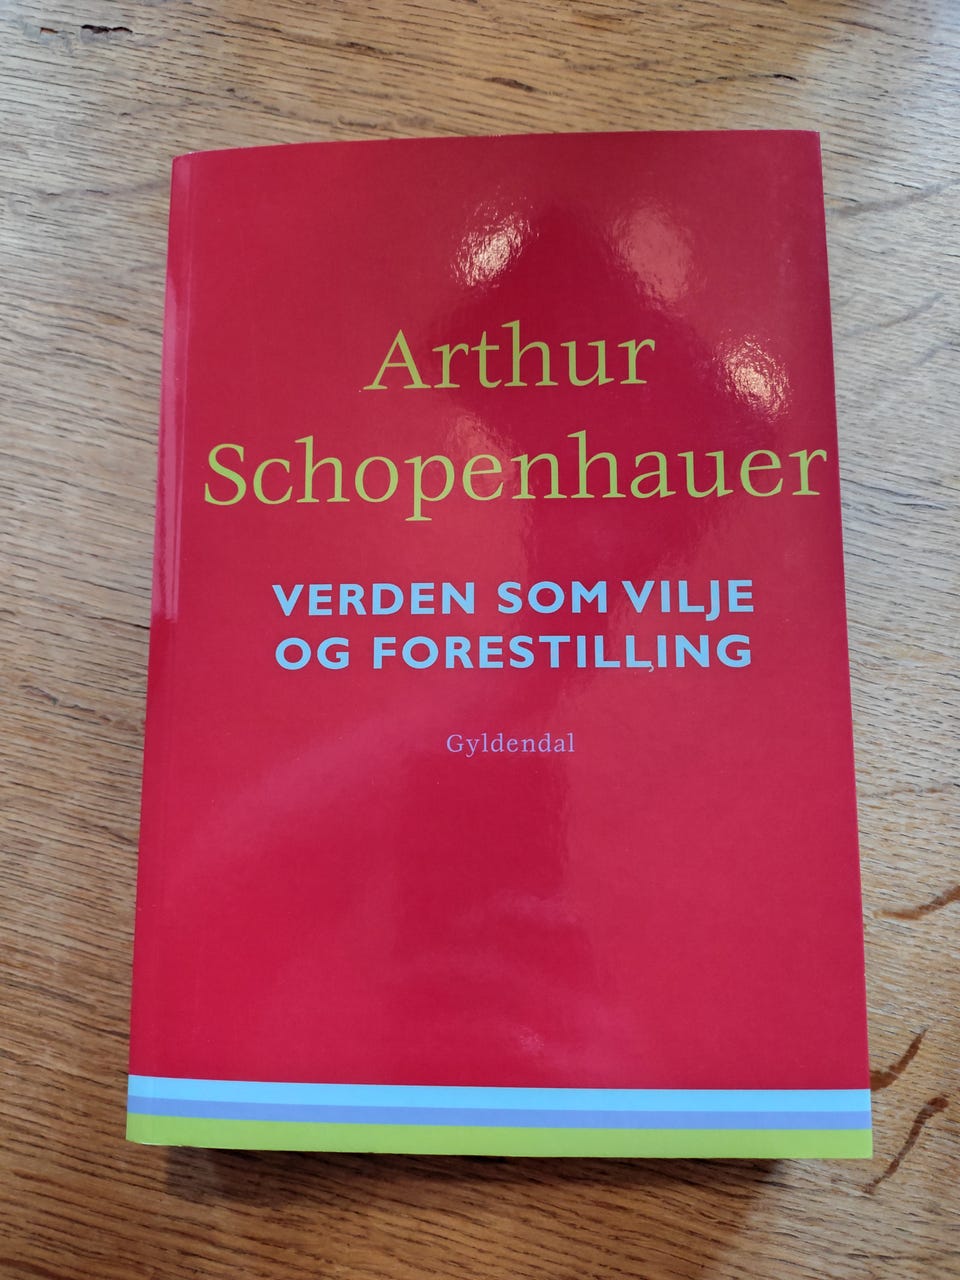 Arthur
Schopenhauer
VERDEN SOM VILJE
OG FORESTILLING
Gyldendal